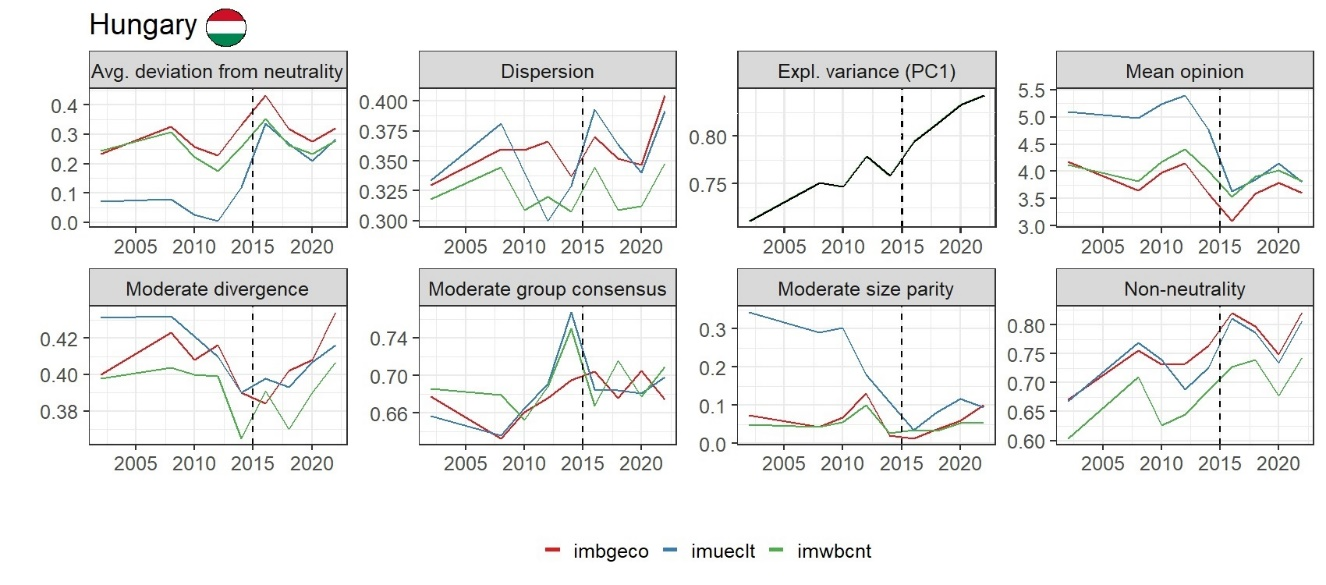 Hungary
Avg. deviation from neutrality
Dispersion
Expl. variance (PC1)
Mean opinion
0.4
0.3
0.2
0.1
0.0
0.400
0.375
0.350
0.325
0.300
0.80
0.75
5.5
5.0
4.5
4.0
3.5
3.0
2005 2010 2015 2020
2005 2010 2015 2020
2005 2010 2015 2020
2005 2010 2015 2020
Moderate divergence
Moderate group consensus
Moderate size parity
Non-neutrality
0.42
0.40
0.38
0.74
0.70
0.66
0.3
0.2
0.1
0.0
0.80
0.75
0.70
0.65
0.60
2005 2010 2015 2020
2005 2010 2015 2020
2005 2010 2015 2020
2005 2010 2015 2020
imbgeco imueclt imwbcnt